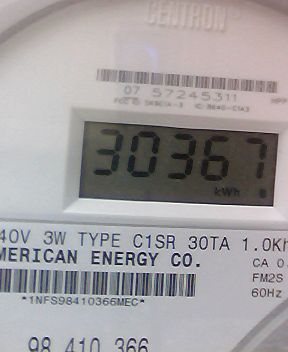 CENTRON
07 57245311
30367
kWh
40V 3W TYPE C1SR 30TA 1.0Kh
MERICAN ENERGY CO.
CA 0.
FM2S
60Hz
*1NFS98410366MEC*
98 410 366